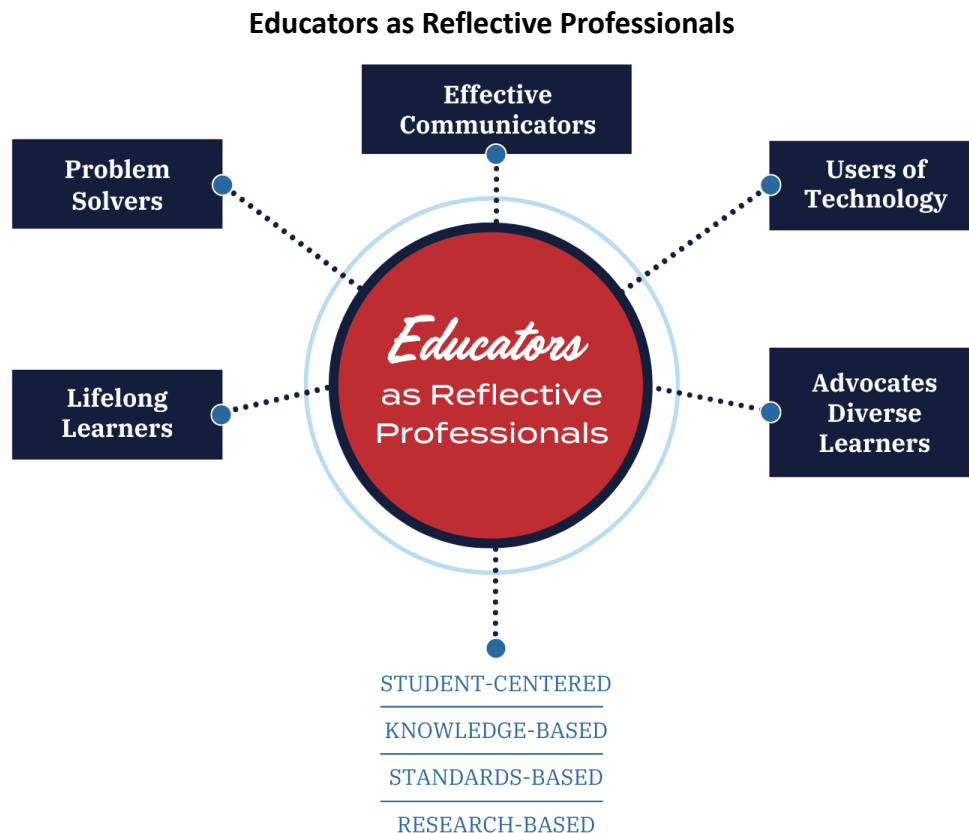 Educators as Reflective Professionals
Effective
Communicators
Problem
Solvers
Users of
Technology
Educators
as Reflective
Professionals
Lifelong
Learners
Advocates
Diverse
Learners
STUDENT-CENTERED
KNOWLEDGE-BASED
STANDARDS-BASED
RESEARCH-BASED